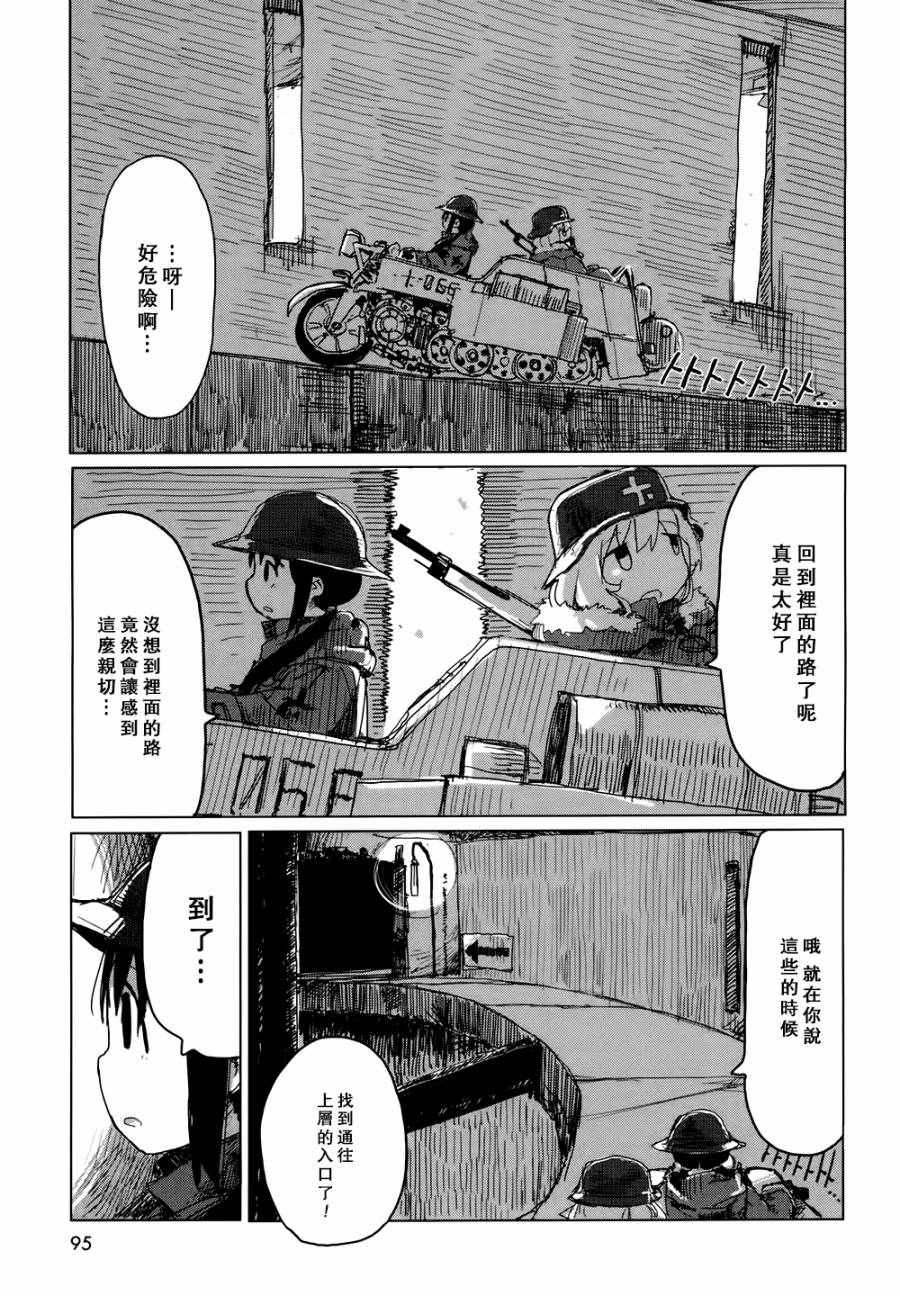 …呀—
好危險啊…
1-066
トトトトトトト…
回到裡面的路了呢
真是太好了
沒想到裡面的路
竟然會讓感到
這麼親切…
哦 就在你說
這些的時候
找到通往
上層的入口了!
到了…
95